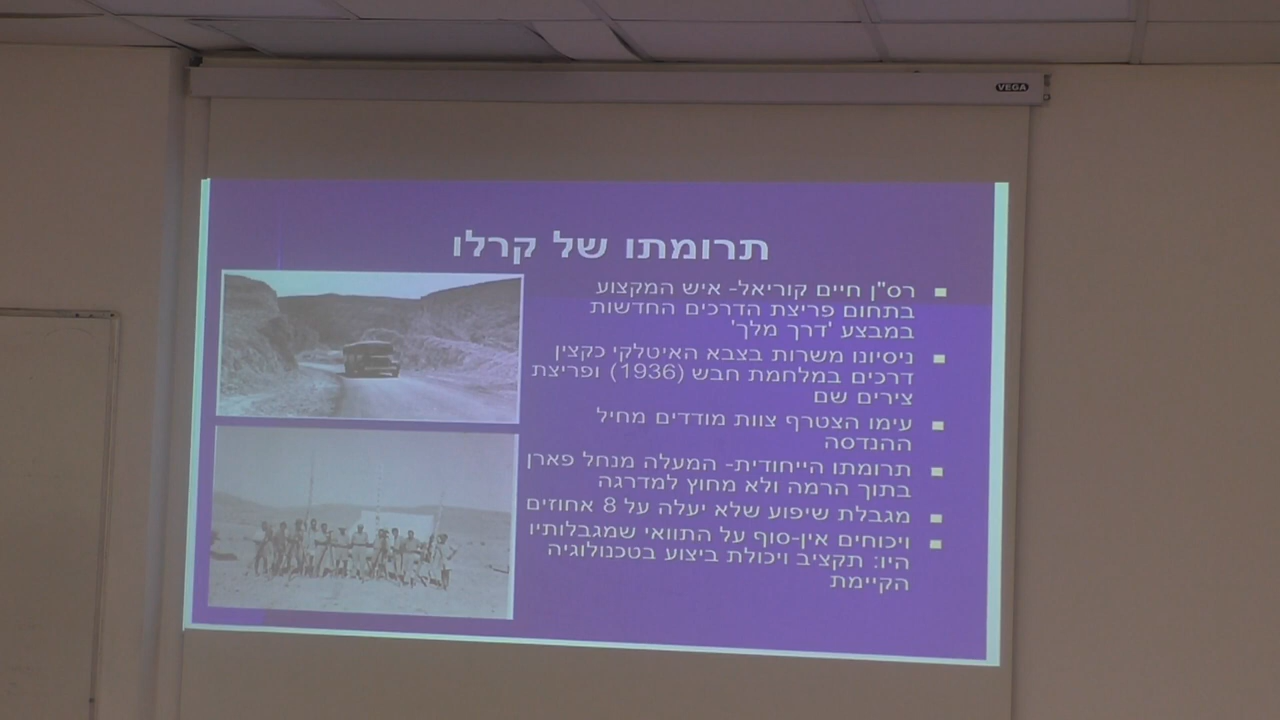 VEGA
תרומתו של קרלו
רס"ן חיים קוריאל- איש המקצוע
בתחום פריצת הדרכים החדשות
במבצע 'דרך מלך'
ניסיונו משרות בצבא האיטלקי כקצין
דרכים במלחמת חבש (1936) ופריצת
צירים שם
עימו הצטרף צוות מודדים מחיל
ההנדסה
תרומתו הייחודית- המעלה מנחל פארן
בתוך הרמה ולא מחוץ למדרגה
מגבלת שיפוע שלא יעלה על 8 אחוזים
ויכוחים אין-סוף על התוואי שמגבלותיו
היו: תקציב ויכולת ביצוע בטכנולוגיה
הקיימת